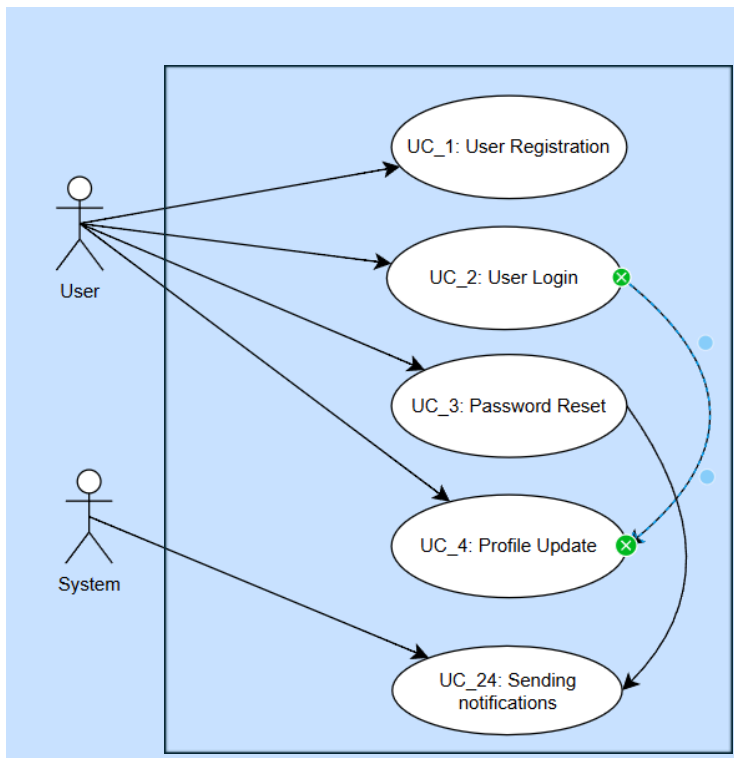 UC_1: User Registration
User
UC_2: User Login
UC_3: Password Reset
System
UC_4: Profile Update
UC_24: Sending
notifications